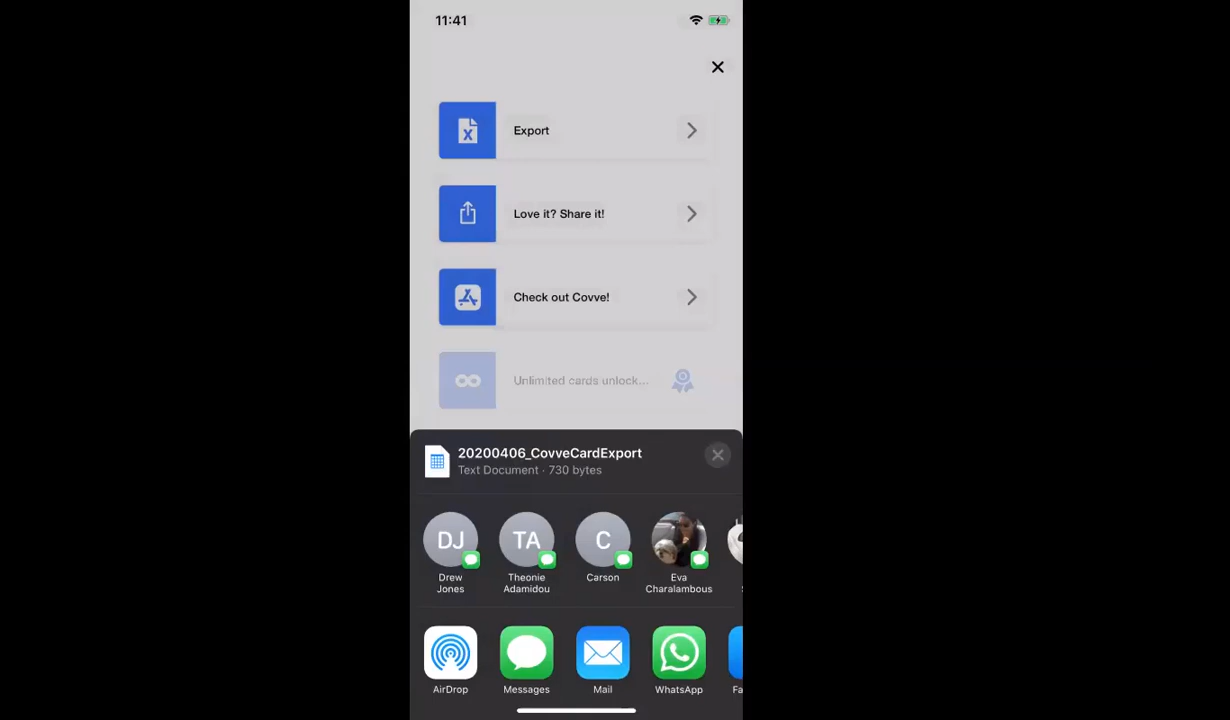 11:41
Export
Love it? Share it!
Check out Covve!
Unlimited cards unlock...
20200406_CovveCardExport
Text Document · 730 bytes
DJ
TA
C
Drew
Jones
Theonie
Adamidou
Carson
Eva
Charalambous
AirDrop
Messages
Mail
WhatsApp
Fa